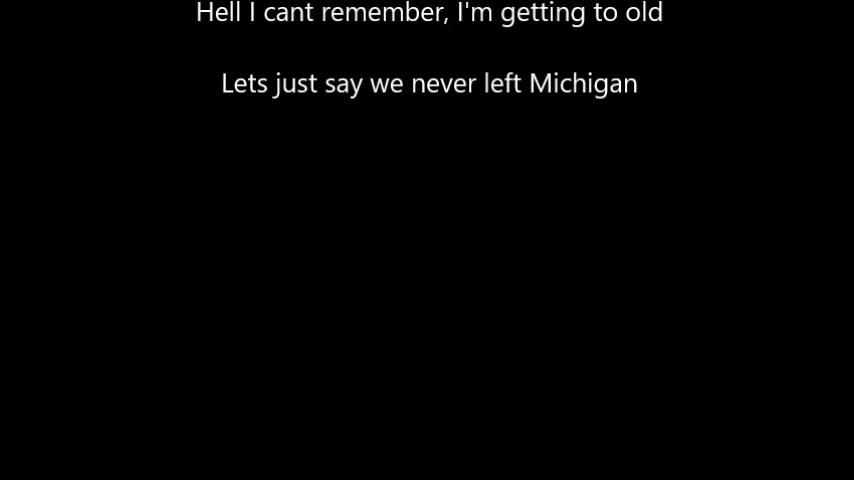 Hell I cant remember, I'm getting to old
Lets just say we never left Michigan